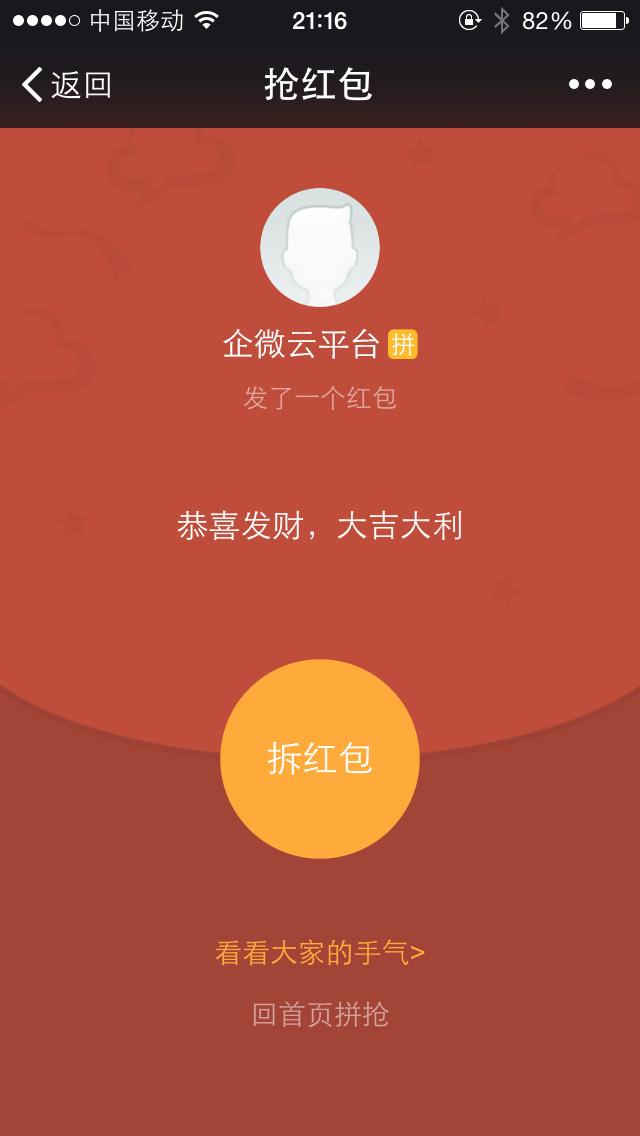 中国移动 21:16 82%
返回 抢红包
企微云平台 拼
发了一个红包
恭喜发财，大吉大利
拆红包
看看大家的手气>
回首页拼抢